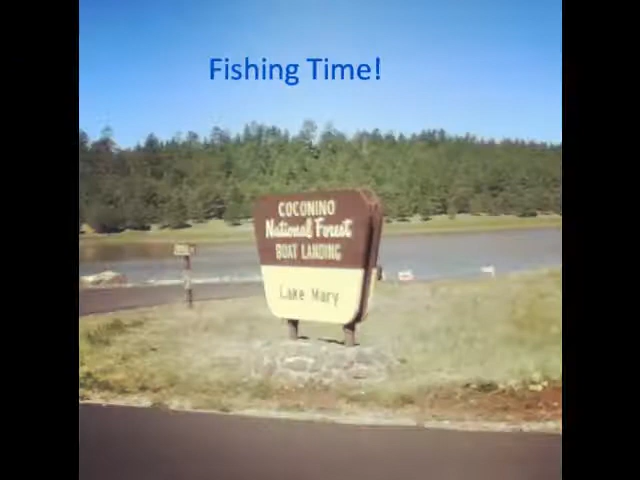 Fishing Time!
COCONINO
National Forest
BOAT LANDING
Lake Mary